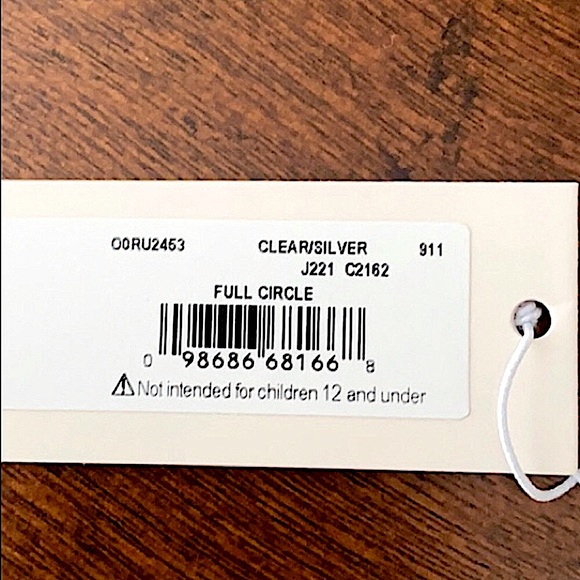 O0RU2453 CLEAR/SILVER 911
J221 C2162
FULL CIRCLE
0 98686 68166 8
⚠ Not intended for children 12 and under